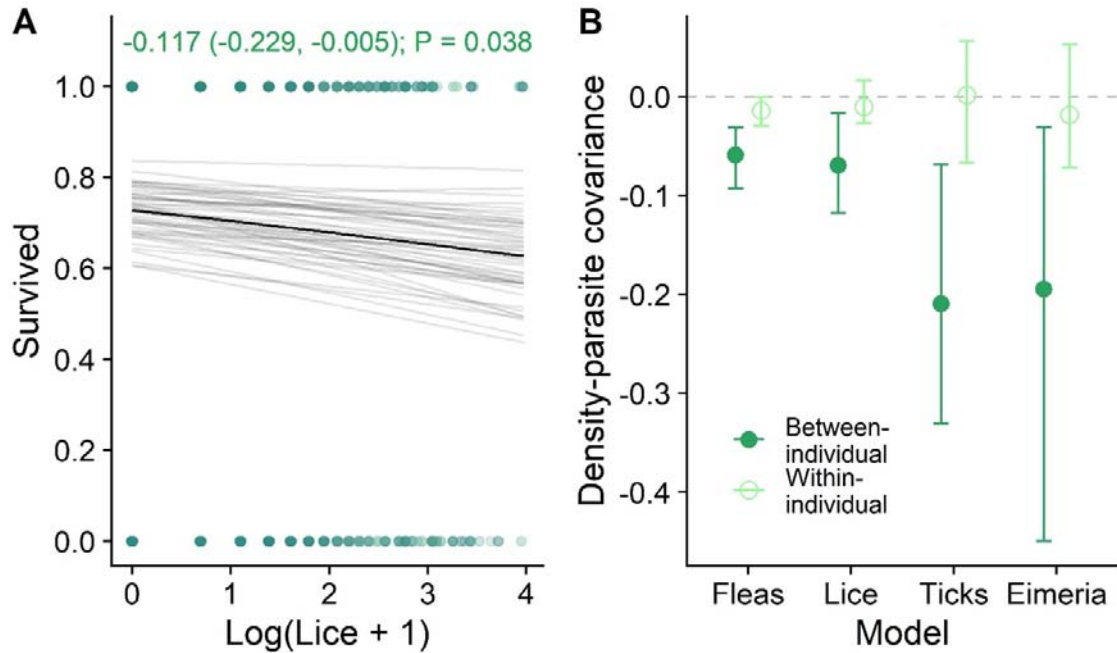 A
-0.117 (-0.229, -0.005); P = 0.038
1.0
0.8
0.6
0.4
0.2
0.0
Survived
0 1 2 3 4
Log(Lice + 1)
B
0.0
-0.1
-0.2
-0.3
-0.4
Density-parasite covariance
Between-
individual
Within-
individual
Fleas Lice Ticks Eimeria
Model